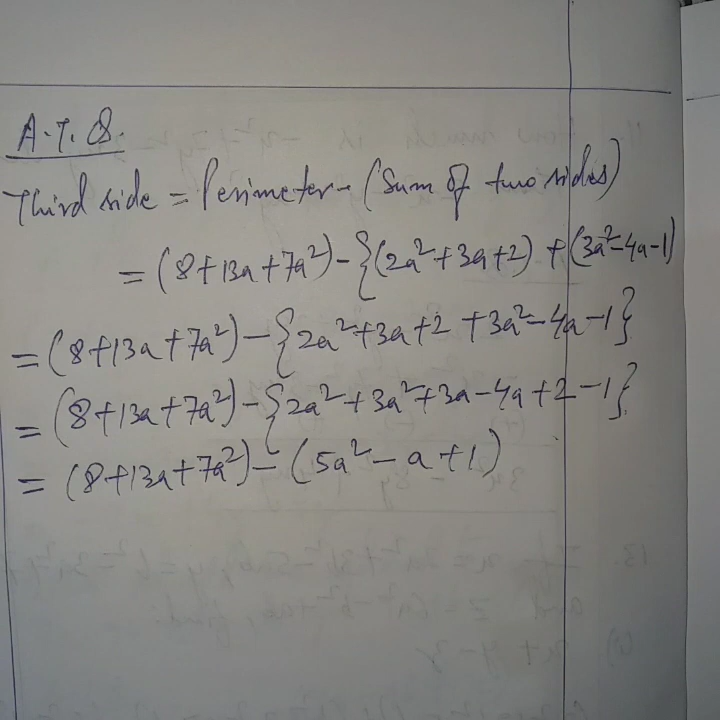 A.T.Q.
Third side = Perimeter - (Sum of two sides)
= (8+13a+7a²) - {(2a²+3a+2) + (3a²-4a-1)
= (8+13a+7a²) - {2a²+3a+2 +3a²-4a-1}
= (8+13a+7a²) - {2a²+3a²+3a-4a+2-1}
= (8+13a+7a²) - (5a²-a+1)